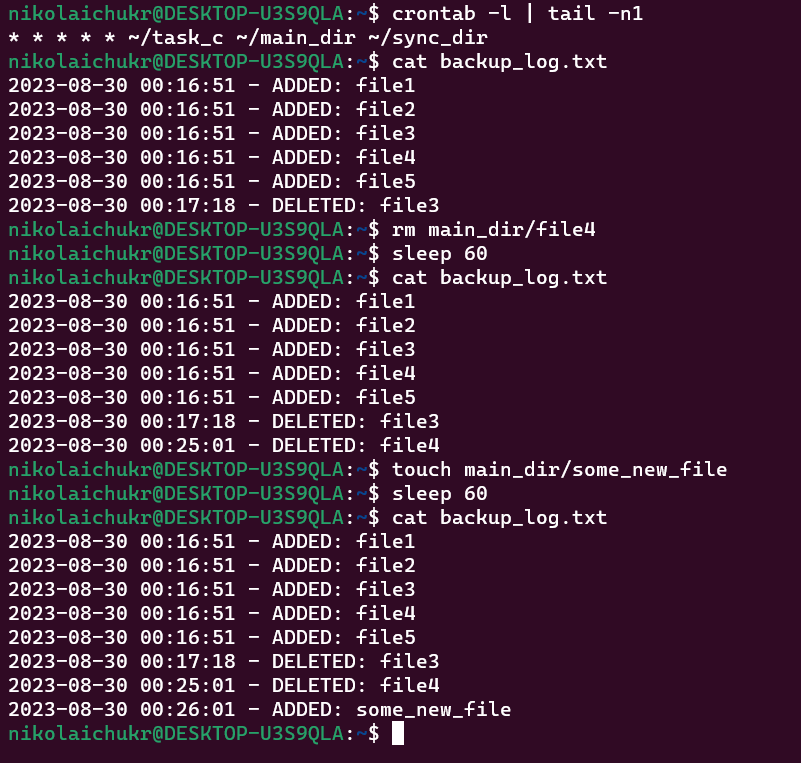 nikolaichukr@DESKTOP-U3S9QLA:~$ crontab -l | tail -n1
* * * * * ~/task_c ~/main_dir ~/sync_dir
nikolaichukr@DESKTOP-U3S9QLA:~$ cat backup_log.txt
2023-08-30 00:16:51 - ADDED: file1
2023-08-30 00:16:51 - ADDED: file2
2023-08-30 00:16:51 - ADDED: file3
2023-08-30 00:16:51 - ADDED: file4
2023-08-30 00:16:51 - ADDED: file5
2023-08-30 00:17:18 - DELETED: file3
nikolaichukr@DESKTOP-U3S9QLA:~$ rm main_dir/file4
nikolaichukr@DESKTOP-U3S9QLA:~$ sleep 60
nikolaichukr@DESKTOP-U3S9QLA:~$ cat backup_log.txt
2023-08-30 00:16:51 - ADDED: file1
2023-08-30 00:16:51 - ADDED: file2
2023-08-30 00:16:51 - ADDED: file3
2023-08-30 00:16:51 - ADDED: file4
2023-08-30 00:16:51 - ADDED: file5
2023-08-30 00:17:18 - DELETED: file3
2023-08-30 00:25:01 - DELETED: file4
nikolaichukr@DESKTOP-U3S9QLA:~$ touch main_dir/some_new_file
nikolaichukr@DESKTOP-U3S9QLA:~$ sleep 60
nikolaichukr@DESKTOP-U3S9QLA:~$ cat backup_log.txt
2023-08-30 00:16:51 - ADDED: file1
2023-08-30 00:16:51 - ADDED: file2
2023-08-30 00:16:51 - ADDED: file3
2023-08-30 00:16:51 - ADDED: file4
2023-08-30 00:16:51 - ADDED: file5
2023-08-30 00:17:18 - DELETED: file3
2023-08-30 00:25:01 - DELETED: file4
2023-08-30 00:26:01 - ADDED: some_new_file
nikolaichukr@DESKTOP-U3S9QLA:~$